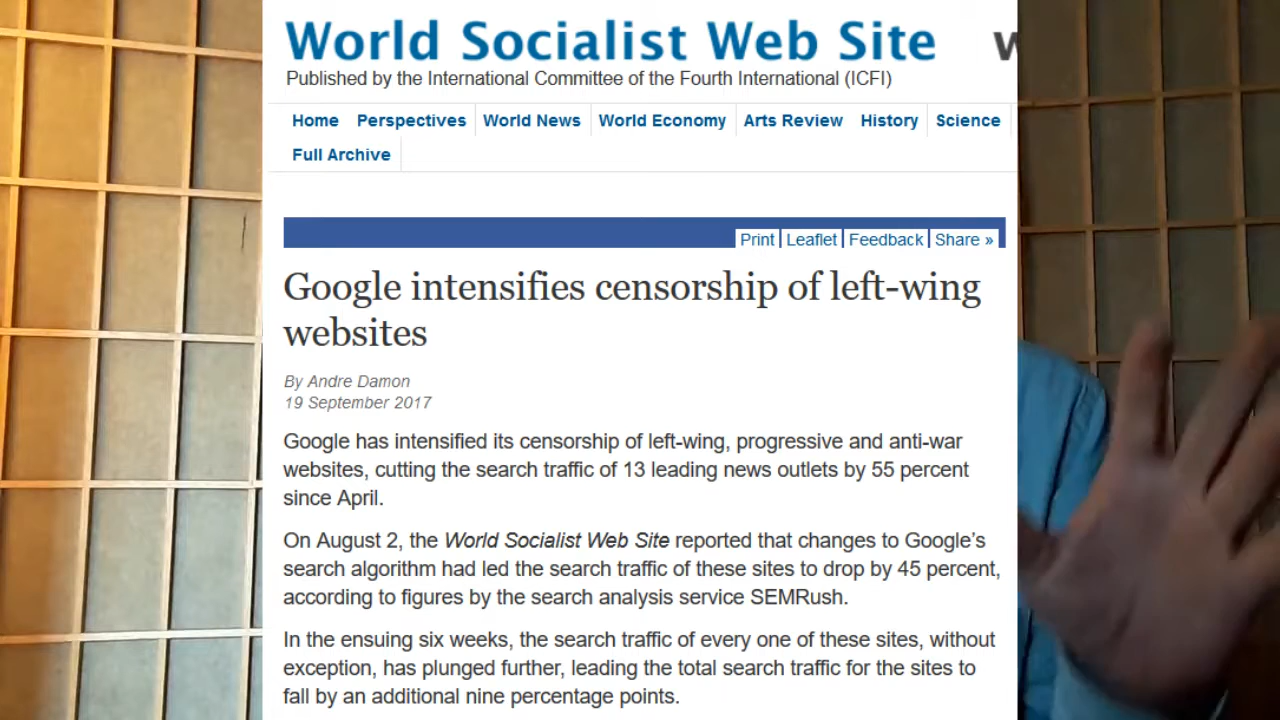 World Socialist Web Site
Published by the International Committee of the Fourth International (ICFI)
Home Perspectives World News World Economy Arts Review History Science
Full Archive
Print Leaflet Feedback Share »
Google intensifies censorship of left-wing
websites
By Andre Damon
19 September 2017
Google has intensified its censorship of left-wing, progressive and anti-war
websites, cutting the search traffic of 13 leading news outlets by 55 percent
since April.
On August 2, the World Socialist Web Site reported that changes to Google’s
search algorithm had led the search traffic of these sites to drop by 45 percent,
according to figures by the search analysis service SEMRush.
In the ensuing six weeks, the search traffic of every one of these sites, without
exception, has plunged further, leading the total search traffic for the sites to
fall by an additional nine percentage points.